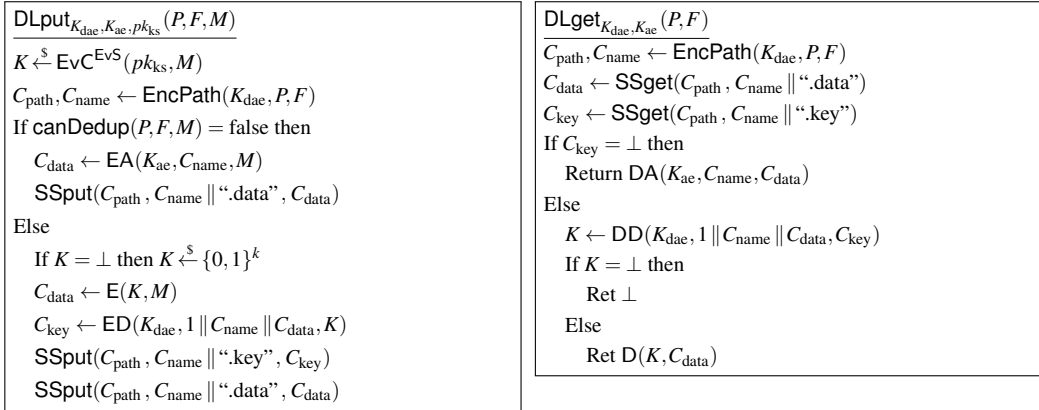 DLput_{K_dae, K_ae, pk_ks}(P, F, M)
K ←$ EvC^{EvS}(pk_ks, M)
C_path, C_name ← EncPath(K_dae, P, F)
If canDedup(P, F, M) = false then
C_data ← EA(K_ae, C_name, M)
SSput(C_path, C_name ∥ “.data”, C_data)
Else
If K = ⊥ then K ←$ {0,1}^k
C_data ← E(K, M)
C_key ← ED(K_dae, 1 ∥ C_name ∥ C_data, K)
SSput(C_path, C_name ∥ “.key”, C_key)
SSput(C_path, C_name ∥ “.data”, C_data)
DLget_{K_dae, K_ae}(P, F)
C_path, C_name ← EncPath(K_dae, P, F)
C_data ← SSget(C_path, C_name ∥ “.data”)
C_key ← SSget(C_path, C_name ∥ “.key”)
If C_key = ⊥ then
Return DA(K_ae, C_name, C_data)
Else
K ← DD(K_dae, 1 ∥ C_name ∥ C_data, C_key)
If K = ⊥ then
Ret ⊥
Else
Ret D(K, C_data)